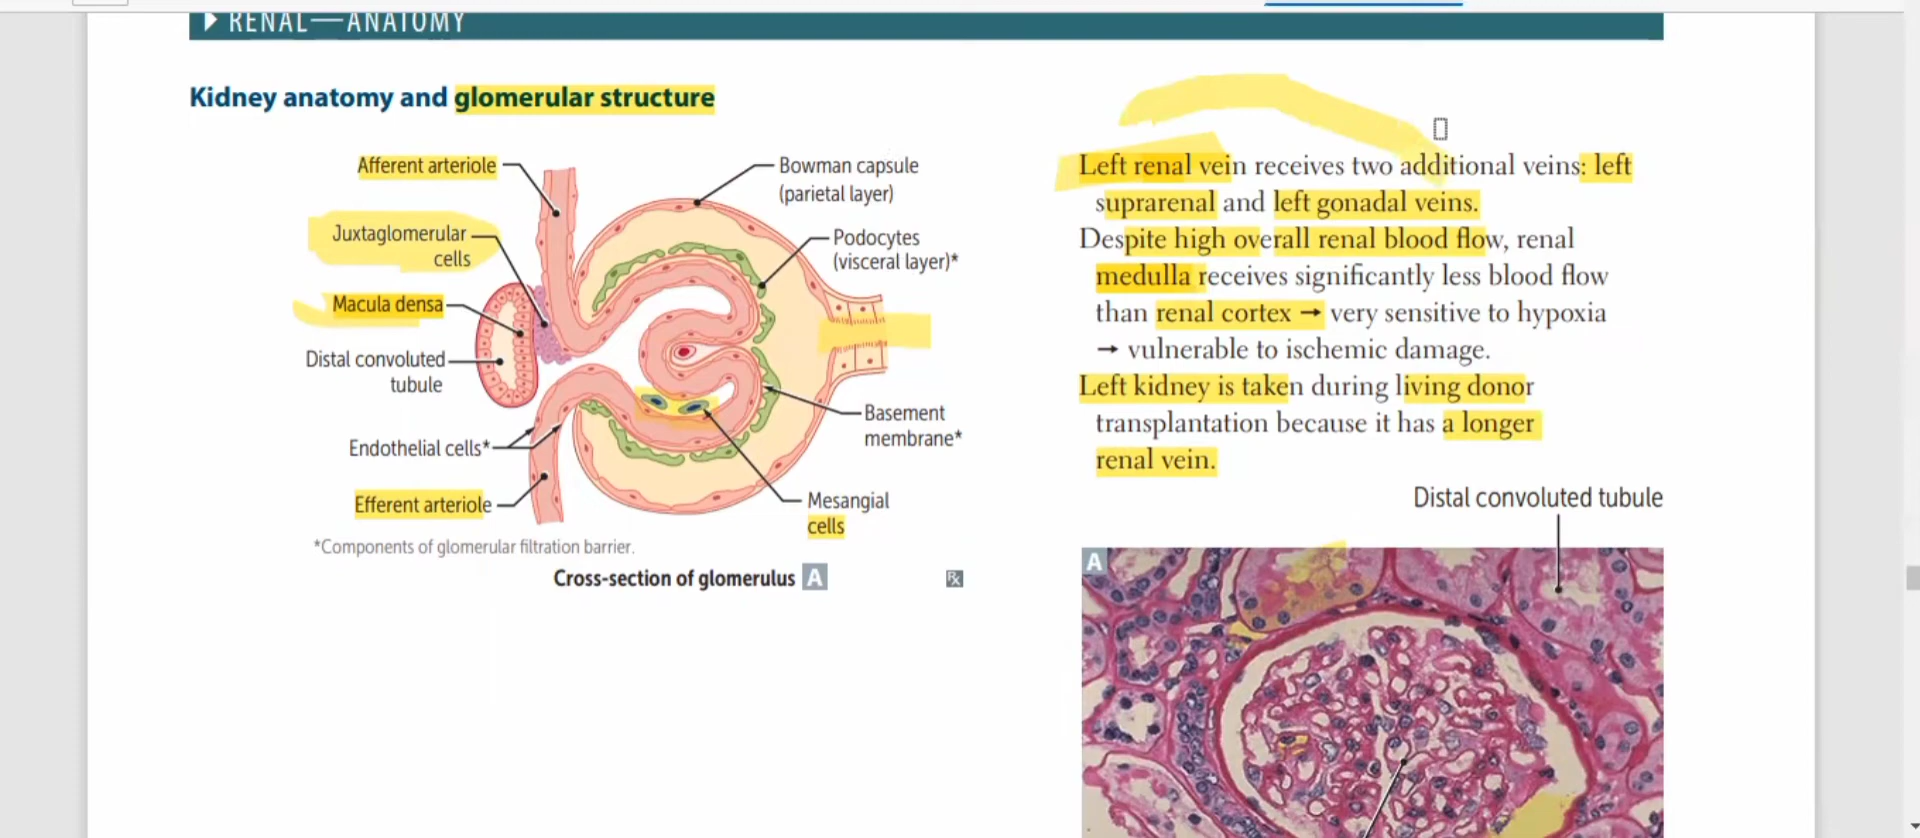 RENAL—ANATOMY
Kidney anatomy and glomerular structure
Afferent arteriole
Juxtaglomerular
cells
Macula densa
Distal convoluted
tubule
Endothelial cells*
Efferent arteriole
Bowman capsule
(parietal layer)
Podocytes
(visceral layer)*
Basement
membrane*
Mesangial
cells
*Components of glomerular filtration barrier.
Cross-section of glomerulus A
Rx
Left renal vein receives two additional veins: left
suprarenal and left gonadal veins.
Despite high overall renal blood flow, renal
medulla receives significantly less blood flow
than renal cortex → very sensitive to hypoxia
→ vulnerable to ischemic damage.
Left kidney is taken during living donor
transplantation because it has a longer
renal vein.
Distal convoluted tubule
A